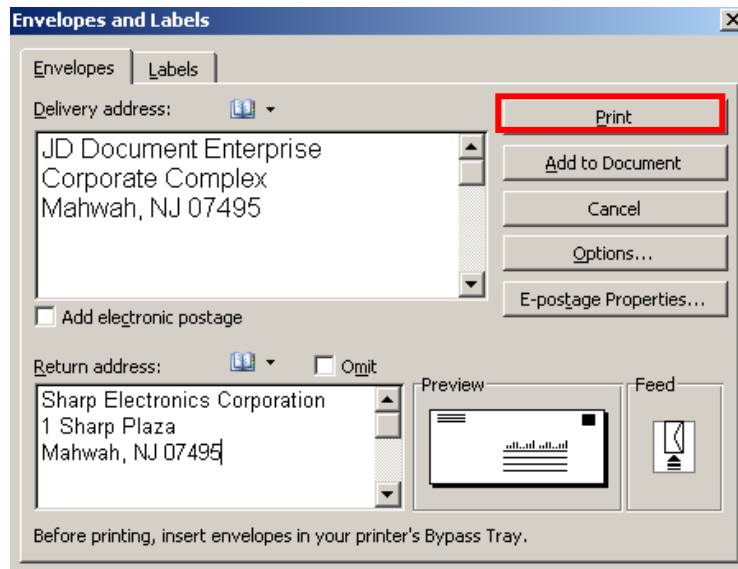 Envelopes and Labels
Envelopes Labels
Delivery address:
JD Document Enterprise
Corporate Complex
Mahwah, NJ 07495
Print
Add to Document
Cancel
Options...
E-postage Properties...
Add electronic postage
Return address:
Omit
Sharp Electronics Corporation
1 Sharp Plaza
Mahwah, NJ 07495
Preview
Feed
Before printing, insert envelopes in your printer's Bypass Tray.